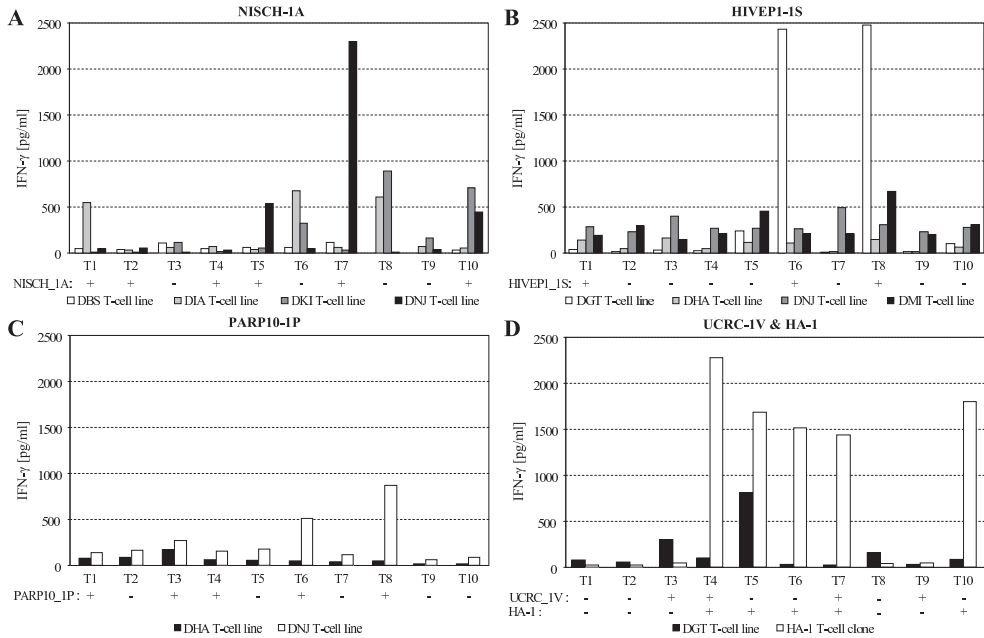 A
NISCH-1A
IFN-γ [pg/ml]
2500
2000
1500
1000
500
0
T1 T2 T3 T4 T5 T6 T7 T8 T9 T10
NISCH_1A : + + - + + - + - - +
DBS T-cell line DIA T-cell line DKI T-cell line DNJ T-cell line
B
HIVEP1-1S
IFN-γ [pg/ml]
2500
2000
1500
1000
500
0
T1 T2 T3 T4 T5 T6 T7 T8 T9 T10
HIVEP1_1S: + - - - - + - + - -
DGT T-cell line DHA T-cell line DNJ T-cell line DMI T-cell line
C
PARP10-1P
IFN-γ [pg/ml]
2500
2000
1500
1000
500
0
T1 T2 T3 T4 T5 T6 T7 T8 T9 T10
PARP10_1P : + - + + - + - + - -
DHA T-cell line DNJ T-cell line
D
UCRC-1V & HA-1
IFN-γ [pg/ml]
2500
2000
1500
1000
500
0
T1 T2 T3 T4 T5 T6 T7 T8 T9 T10
UCRC_1V : - - + + - - + - + -
HA-1 : - - - + + + + - - +
DGT T-cell line HA-1 T-cell clone